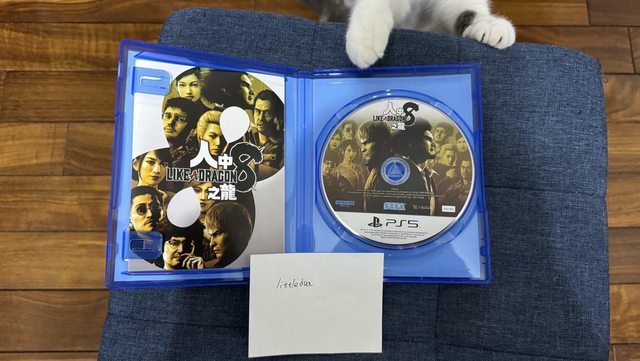 人中
之龍
LIKE A DRAGON
8
人中
之龍
LIKE A DRAGON
8
SEGA
PS5
littledua